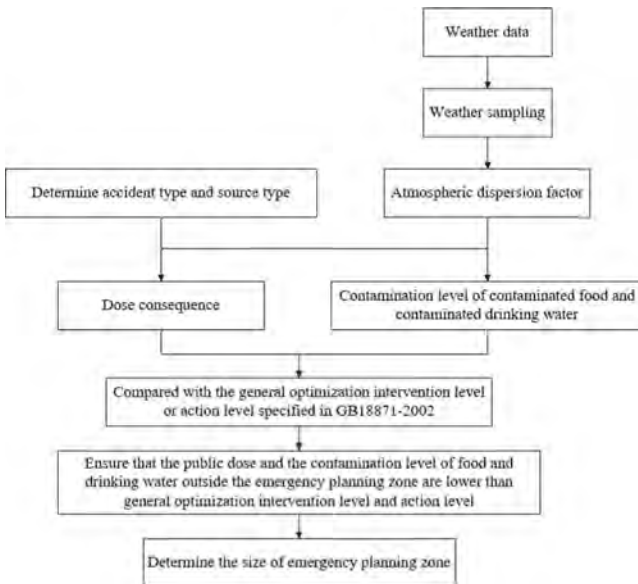 Weather data
Weather sampling
Determine accident type and source type
Atmospheric dispersion factor
Dose consequence
Contamination level of contaminated food and
contaminated drinking water
Compared with the general optimization intervention level
or action level specified in GB18871-2002
Ensure that the public dose and the contamination level of food and
drinking water outside the emergency planning zone are lower than
general optimization intervention level and action level
Determine the size of emergency planning zone